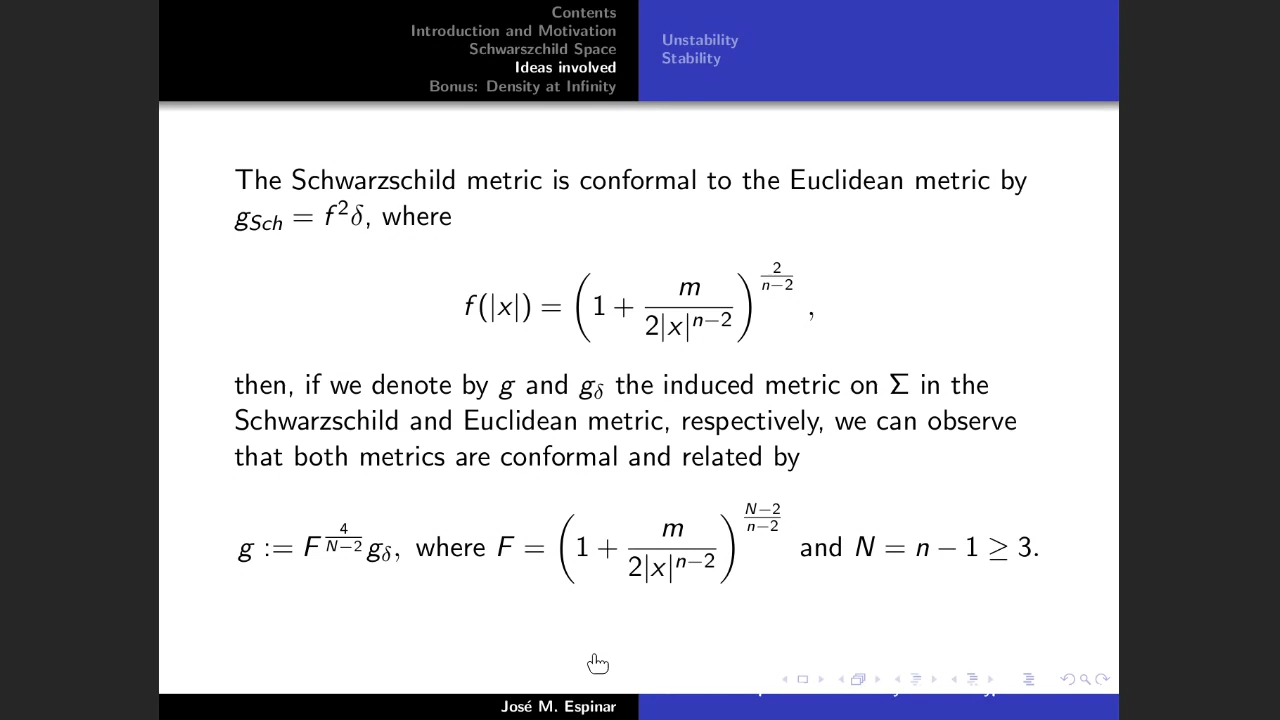 Contents
Introduction and Motivation
Schwarszchild Space
Ideas involved
Bonus: Density at Infinity
Unstability
Stability
The Schwarzschild metric is conformal to the Euclidean metric by
g_{Sch} = f^2δ, where
f(|x|) = (1 + m/(2|x|^{n−2}))^{2/(n−2)},
then, if we denote by g and g_δ the induced metric on Σ in the
Schwarzschild and Euclidean metric, respectively, we can observe
that both metrics are conformal and related by
g := F^{4/(N−2)} g_δ, where F = (1 + m/(2|x|^{n−2}))^{(N−2)/(n−2)} and N = n − 1 ≥ 3.
José M. Espinar